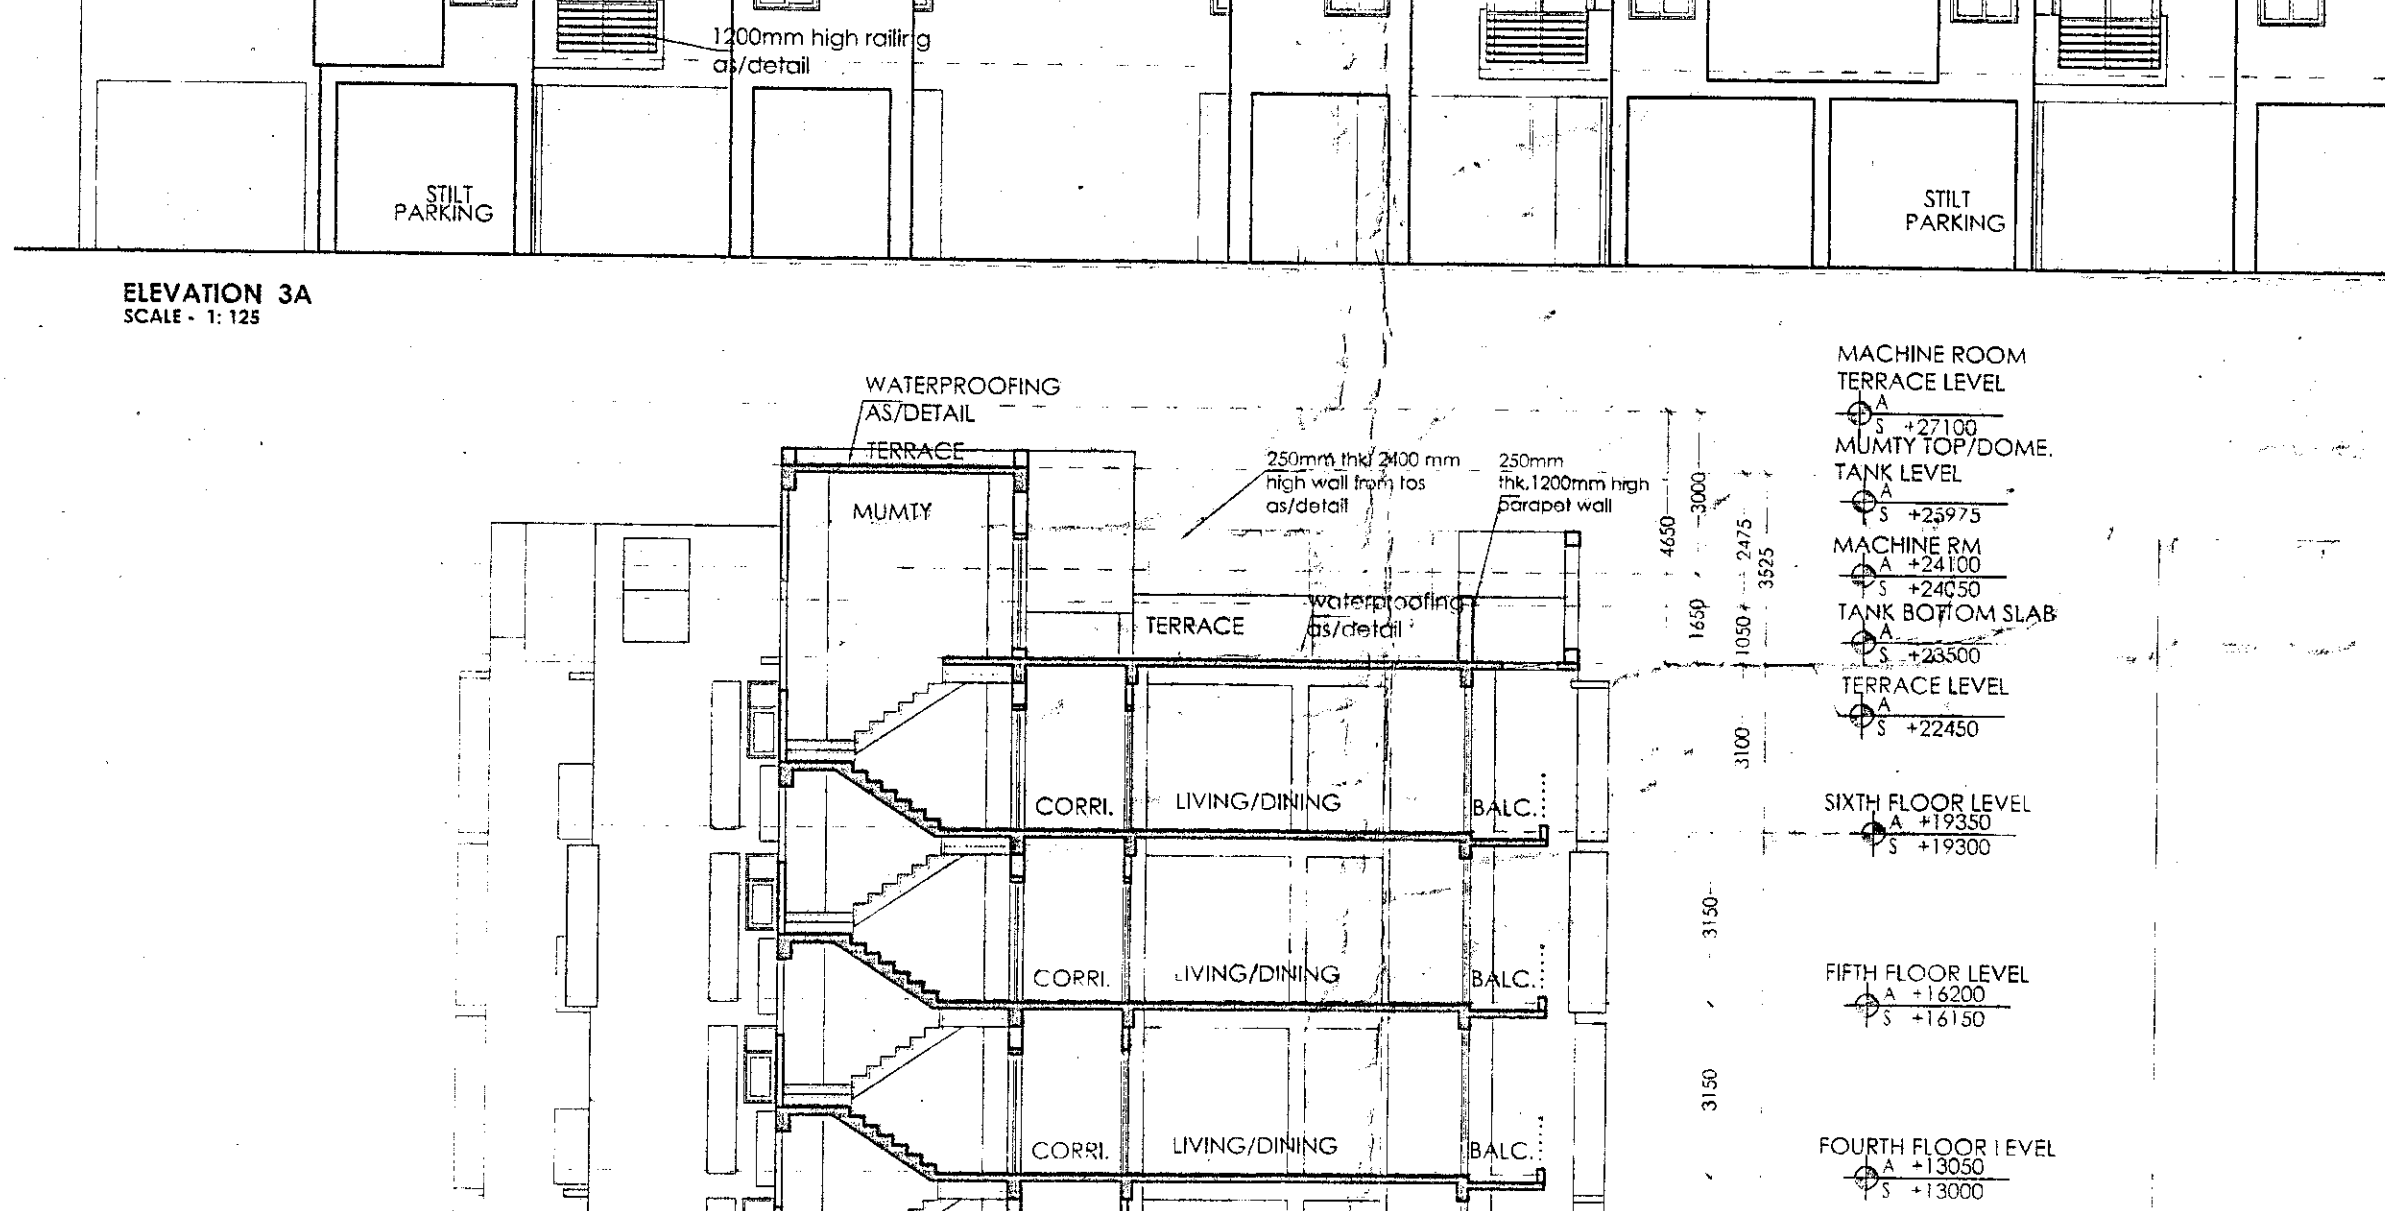 1200mm high railing
as/detail
STILT
PARKING
STILT
PARKING
ELEVATION 3A
SCALE - 1: 125
WATERPROOFING
AS/DETAIL
TERRACE
MUMTY
250mm thk/ 2400 mm
high wall from tos
as/detail
250mm
thk,1200mm high
parapet wall
waterproofing
as/detail
TERRACE
CORRI.
LIVING/DINING
BALC.
CORRI.
LIVING/DINING
BALC.
CORRI.
LIVING/DINING
BALC.
4650
3000
1650
2475
1050
3525
3100
3150
3150
MACHINE ROOM
TERRACE LEVEL
A
S +27100
MUMTY TOP/DOME.
TANK LEVEL
A
S +25975
MACHINE RM
A +24100
S +24050
TANK BOTTOM SLAB
A
S +23500
TERRACE LEVEL
A
S +22450
SIXTH FLOOR LEVEL
A +19350
S +19300
FIFTH FLOOR LEVEL
A +16200
S +16150
FOURTH FLOOR LEVEL
A +13050
S +13000